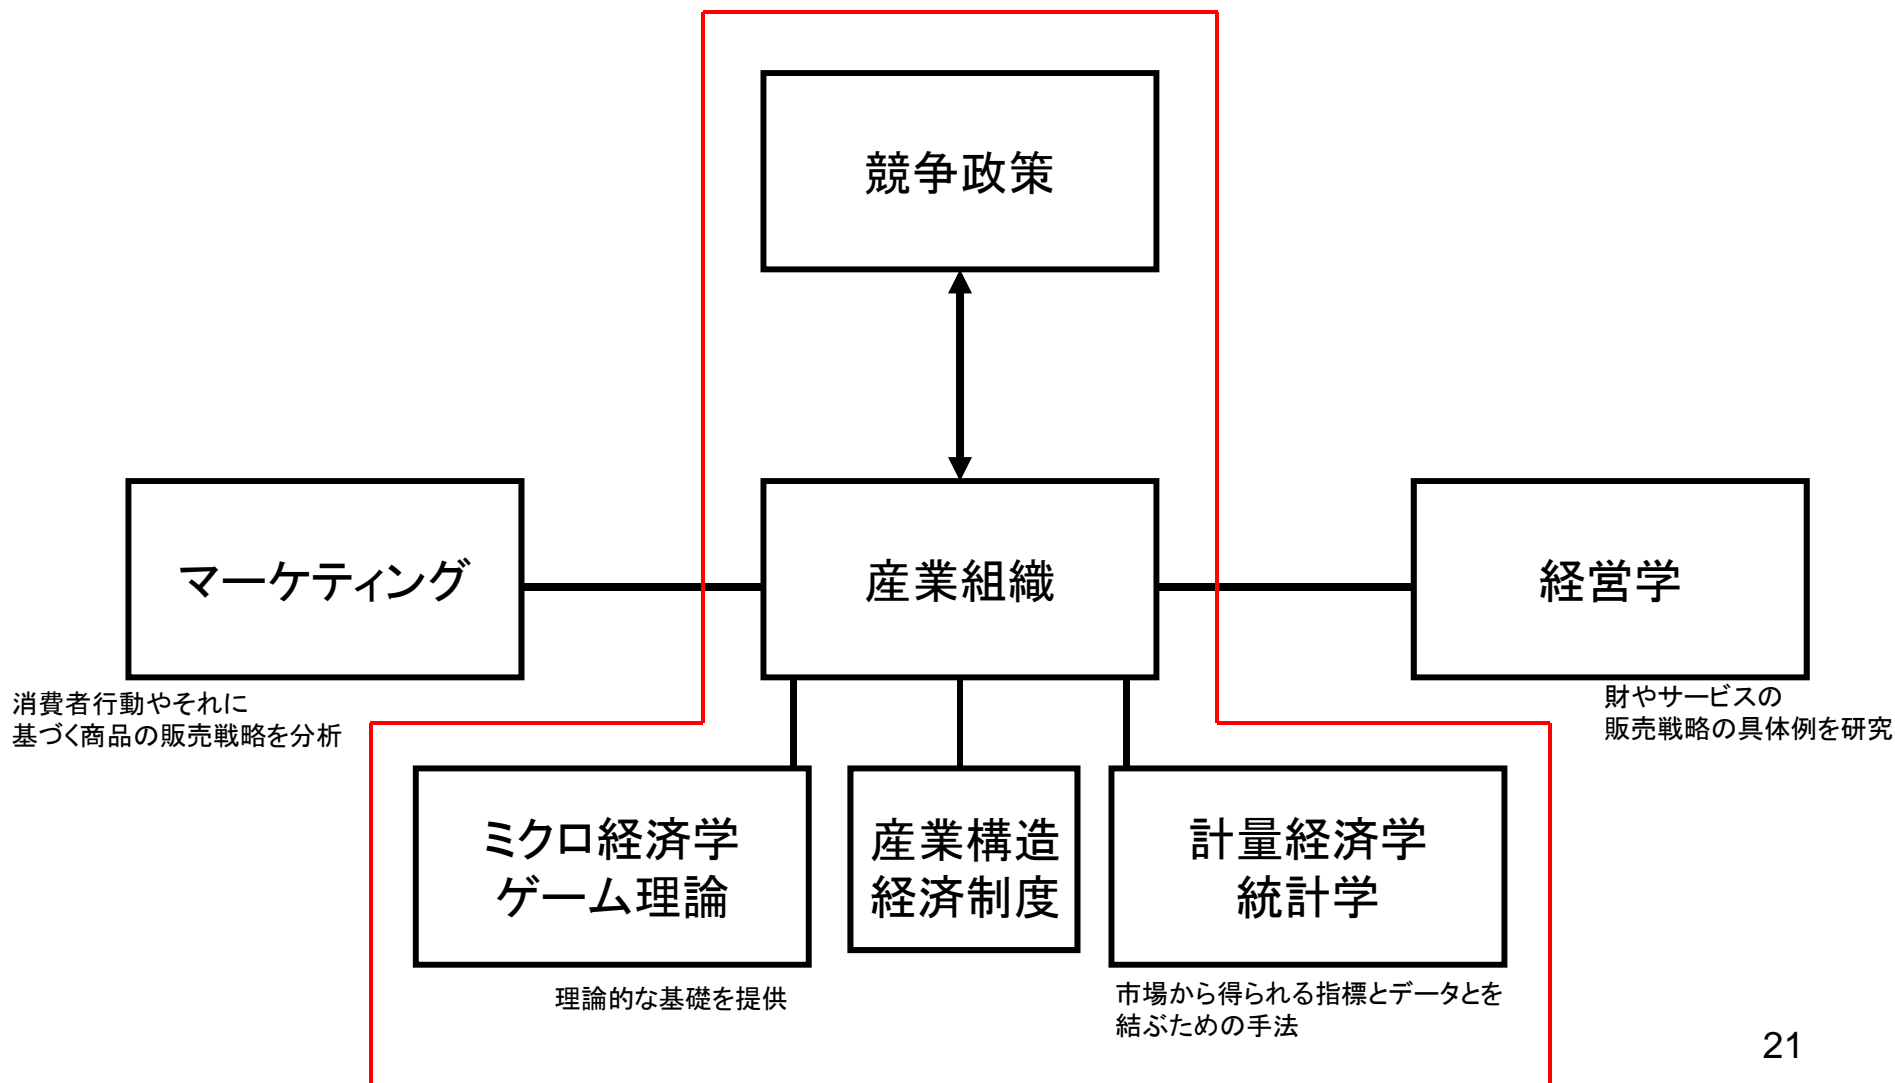 競争政策
マーケティング
産業組織
経営学
消費者行動やそれに
基づく商品の販売戦略を分析
財やサービスの
販売戦略の具体例を研究
ミクロ経済学
ゲーム理論
産業構造
経済制度
計量経済学
統計学
理論的な基礎を提供
市場から得られる指標とデータとを
結ぶための手法
21